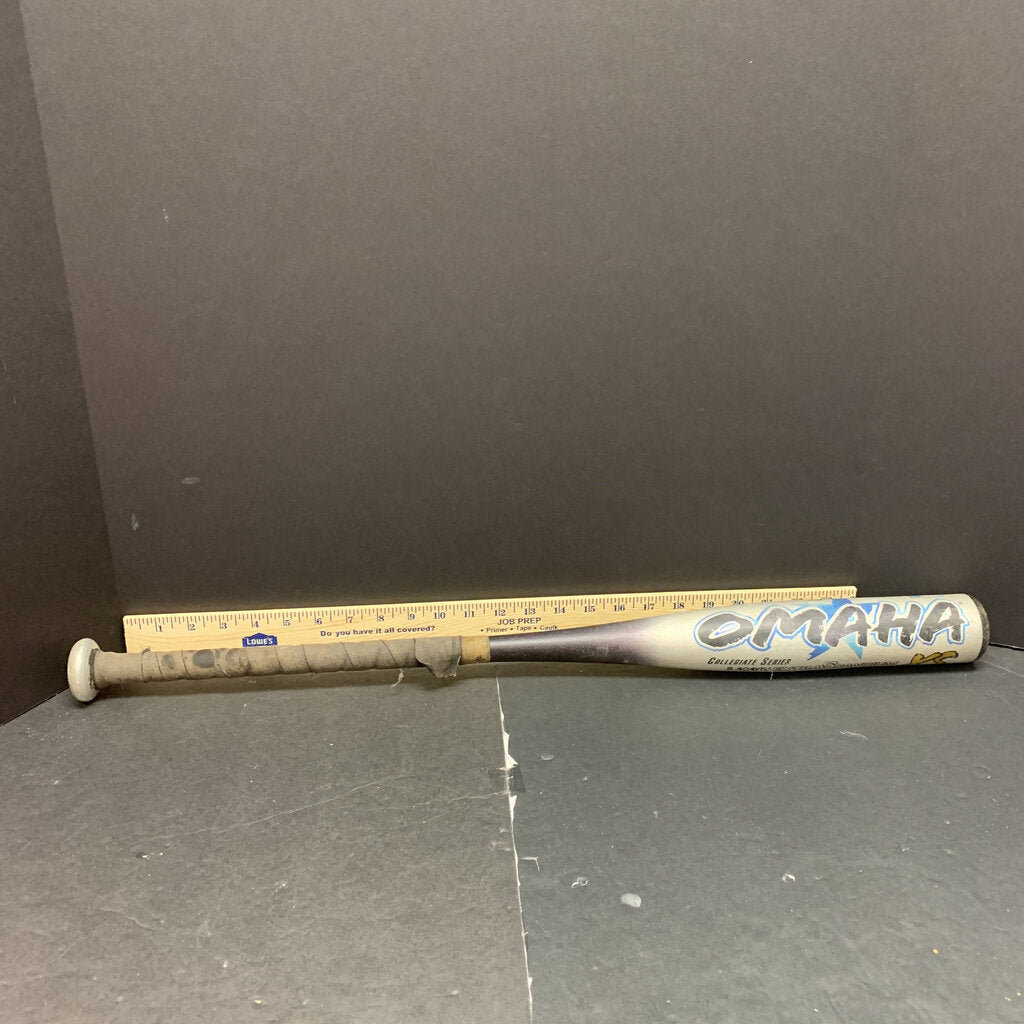 1 2 3 4 5 6 7 8 9 10 11 12 13 14 15 16 17 18 19 20
LOWE'S
Do you have it all covered?
JOB PREP
• Primer • Tape • Caulk
OMAHA
COLLEGIATE SERIES